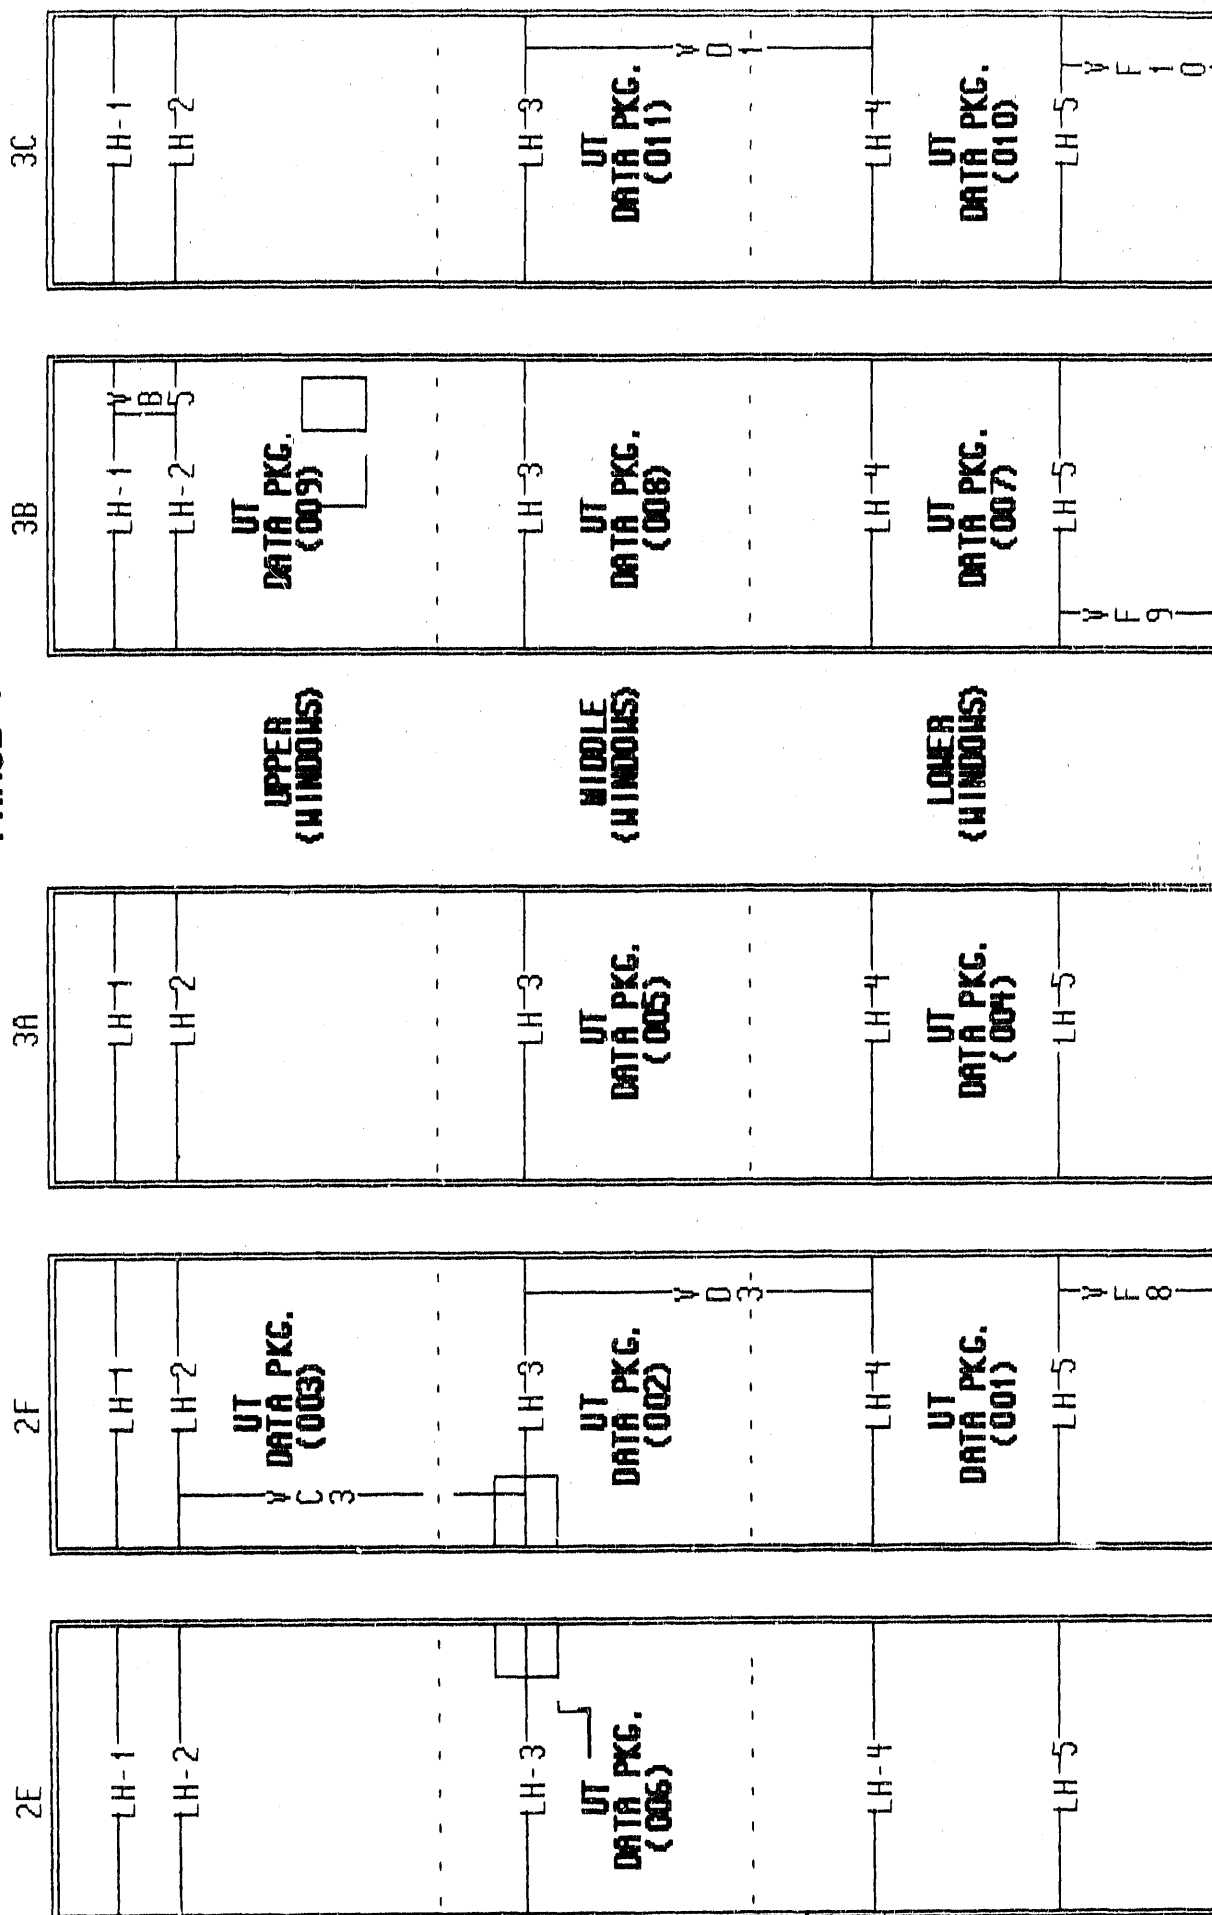 2E
LH-1
LH-2
LH-3
UT
DATA PKG.
(006)
LH-4
LH-5
2F
LH-1
LH-2
UT
DATA PKG.
(003)
V
C
3
LH-3
UT
DATA PKG.
(002)
V
D
3
LH-4
UT
DATA PKG.
(001)
LH-5
V
F
8
3A
LH-1
LH-2
LH-3
UT
DATA PKG.
(005)
LH-4
UT
DATA PKG.
(004)
LH-5
UPPER
(WINDOWS)
MIDDLE
(WINDOWS)
LOWER
(WINDOWS)
3B
LH-1
V
B
5
LH-2
UT
DATA PKG.
(009)
LH-3
UT
DATA PKG.
(008)
LH-4
UT
DATA PKG.
(007)
LH-5
V
F
9
3C
LH-1
LH-2
LH-3
V
D
1
UT
DATA PKG.
(011)
LH-4
UT
DATA PKG.
(010)
LH-5
V
F
1
0